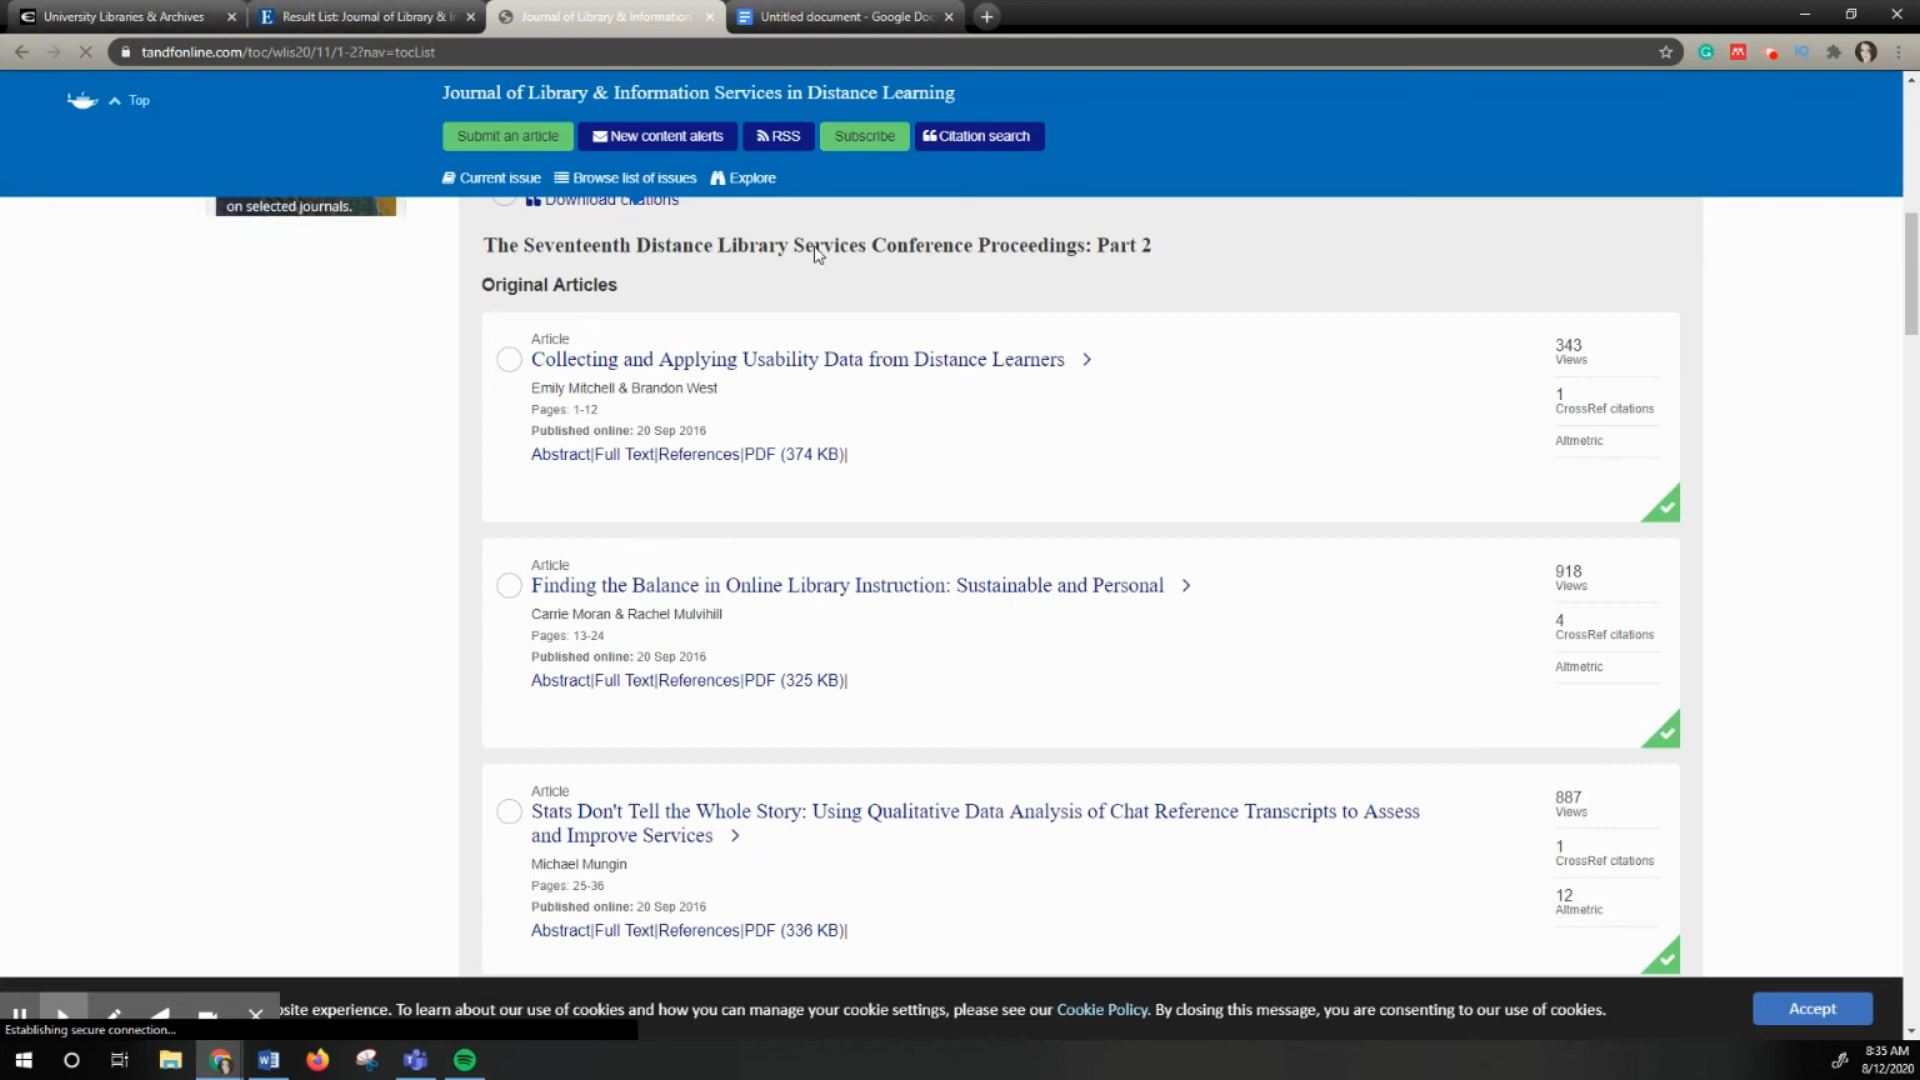 University Libraries & Archives
Result List: Journal of Library & I
Journal of Library & Information
Untitled document - Google Doc
tandfonline.com/toc/wlis20/11/1-2?nav=tocList
Top
Journal of Library & Information Services in Distance Learning
Submit an article
New content alerts
RSS
Subscribe
Citation search
Current issue
Browse list of issues
Explore
on selected journals.
Download citations
The Seventeenth Distance Library Services Conference Proceedings: Part 2
Original Articles
Article
Collecting and Applying Usability Data from Distance Learners
Emily Mitchell & Brandon West
Pages: 1-12
Published online: 20 Sep 2016
Abstract|Full Text|References|PDF (374 KB)|
343
Views
1
CrossRef citations
Altmetric
Article
Finding the Balance in Online Library Instruction: Sustainable and Personal
Carrie Moran & Rachel Mulvihill
Pages: 13-24
Published online: 20 Sep 2016
Abstract|Full Text|References|PDF (325 KB)|
918
Views
4
CrossRef citations
Altmetric
Article
Stats Don't Tell the Whole Story: Using Qualitative Data Analysis of Chat Reference Transcripts to Assess
and Improve Services
Michael Mungin
Pages: 25-36
Published online: 20 Sep 2016
Abstract|Full Text|References|PDF (336 KB)|
887
Views
1
CrossRef citations
12
Altmetric
site experience. To learn about our use of cookies and how you can manage your cookie settings, please see our Cookie Policy. By closing this message, you are consenting to our use of cookies.
Accept
Establishing secure connection...
8:35 AM
8/12/2020